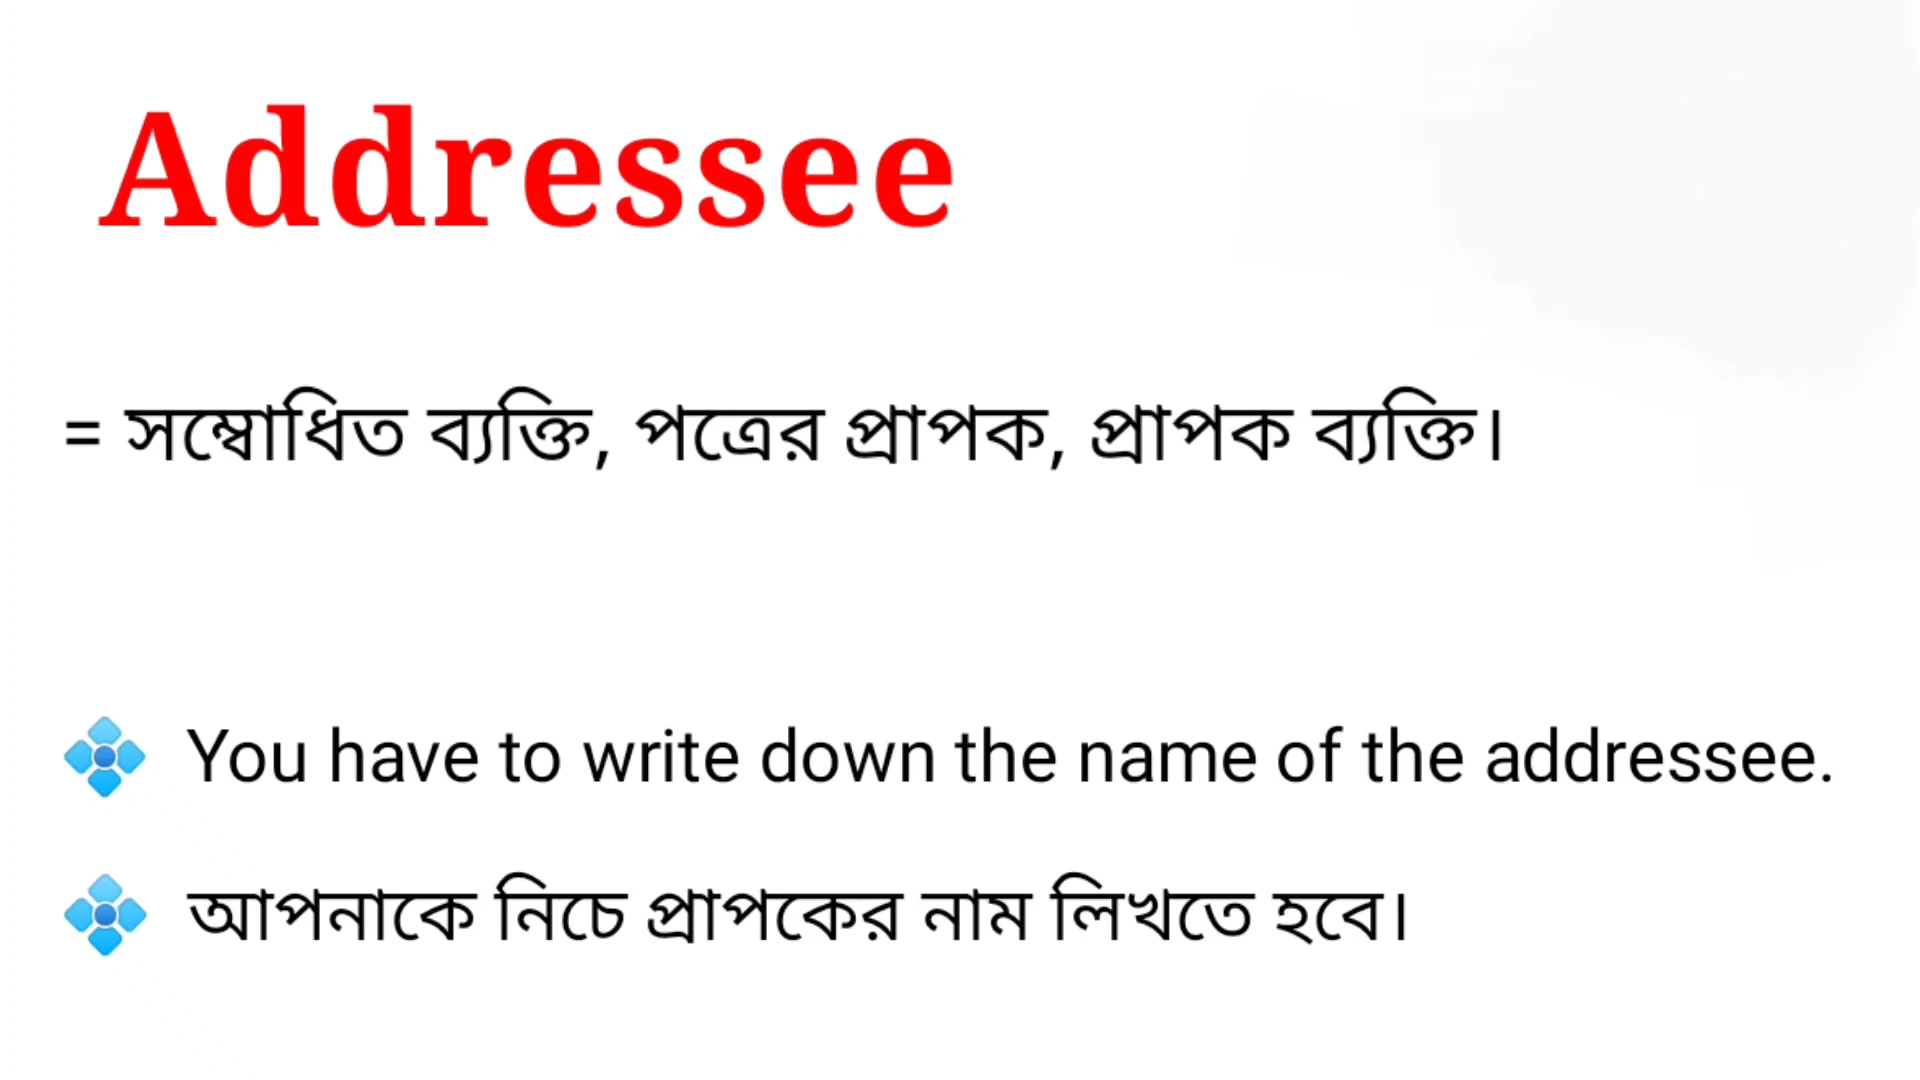 Addressee
= সম্বোধিত ব্যক্তি, পত্রের প্রাপক, প্রাপক ব্যক্তি।
You have to write down the name of the addressee.
আপনাকে নিচে প্রাপকের নাম লিখতে হবে।